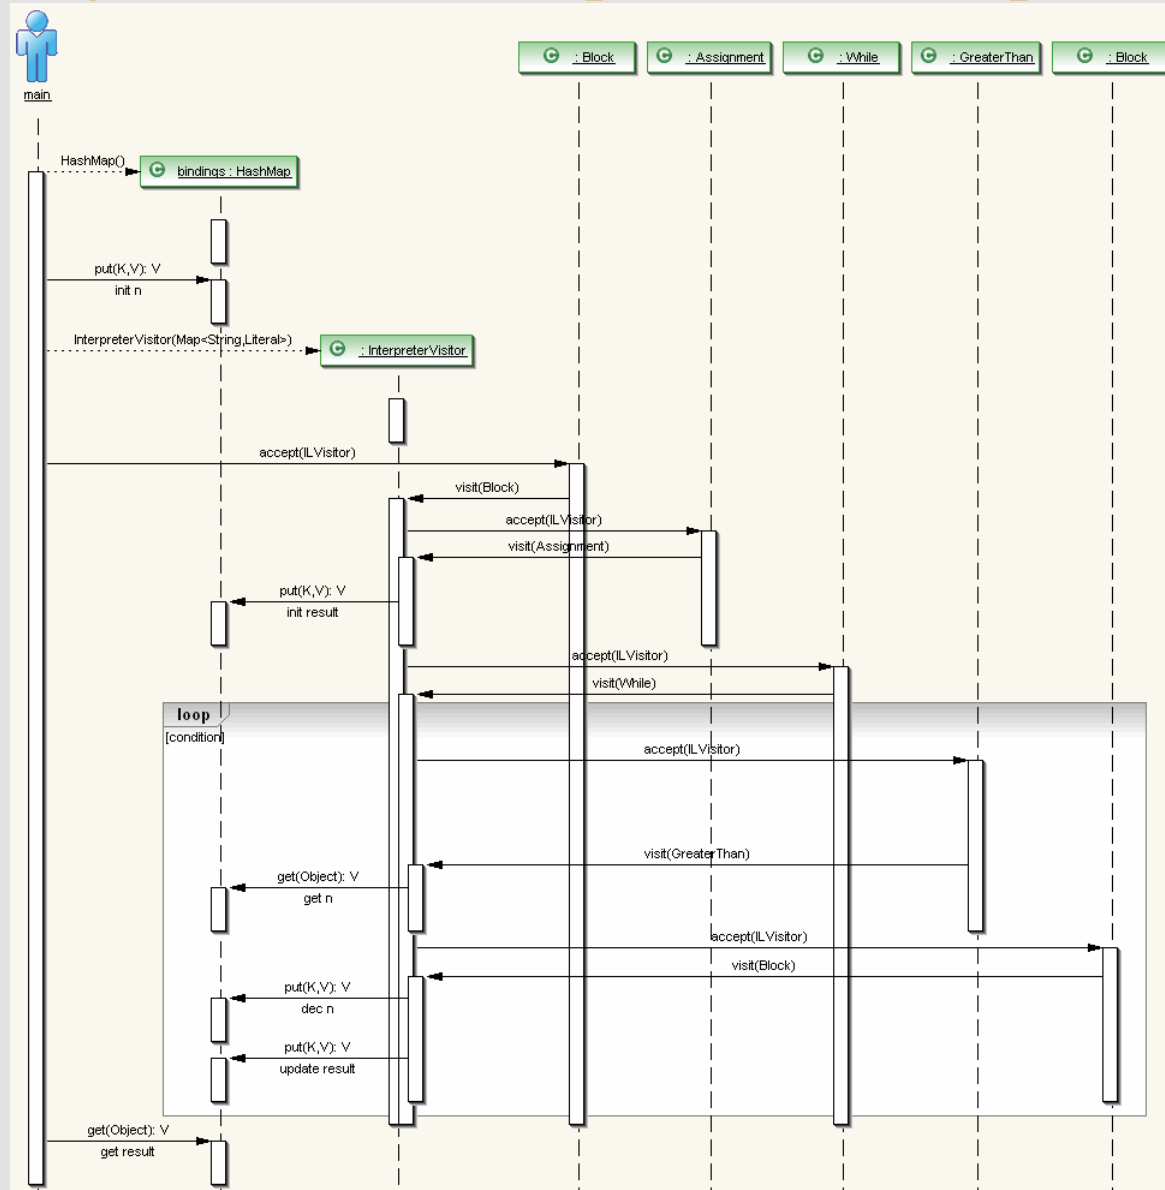 main
C : Block
C : Assignment
C : While
C : GreaterThan
C : Block
HashMap()
C bindings : HashMap
put(K,V): V
init n
InterpreterVisitor(Map<String,Literal>)
C : InterpreterVisitor
accept(ILVisitor)
visit(Block)
accept(ILVisitor)
visit(Assignment)
put(K,V): V
init result
accept(ILVisitor)
visit(While)
loop
[condition]
accept(ILVisitor)
visit(GreaterThan)
get(Object): V
get n
accept(ILVisitor)
visit(Block)
put(K,V): V
dec n
put(K,V): V
update result
get(Object): V
get result